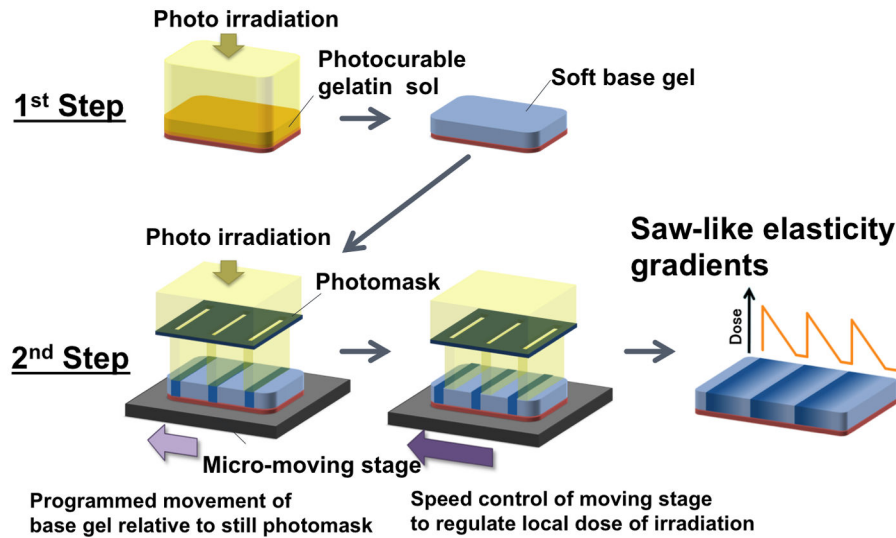 Photo irradiation
Photocurable
gelatin sol
Soft base gel
1st Step
Photo irradiation
Photomask
Saw-like elasticity
gradients
Dose
2nd Step
Micro-moving stage
Programmed movement of
base gel relative to still photomask
Speed control of moving stage
to regulate local dose of irradiation